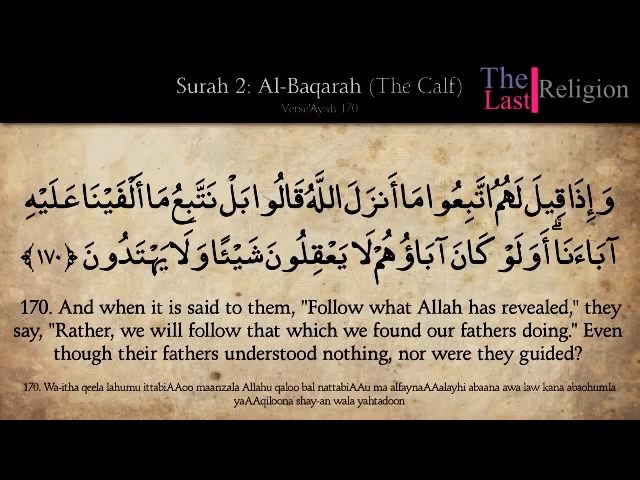 Surah 2: Al-Baqarah (The Calf)
Verse'Ayah 170
The
Last Religion
وَإِذَا قِيلَ لَهُمُ اتَّبِعُوا مَا أَنزَلَ اللَّهُ قَالُوا بَلْ نَتَّبِعُ مَا أَلْفَيْنَا عَلَيْهِ
آبَاءَنَا ۗ أَوَلَوْ كَانَ آبَاؤُهُمْ لَا يَعْقِلُونَ شَيْئًا وَلَا يَهْتَدُونَ ﴿١٧٠﴾
170. And when it is said to them, "Follow what Allah has revealed," they
say, "Rather, we will follow that which we found our fathers doing." Even
though their fathers understood nothing, nor were they guided?
170. Wa-itha qeela lahumu ittabiAAoo maanzala Allahu qaloo bal nattabiAAu ma alfaynaAAalayhi abaana awa law kana abaohumla
yaAAqiloona shay-an wala yahtadoon